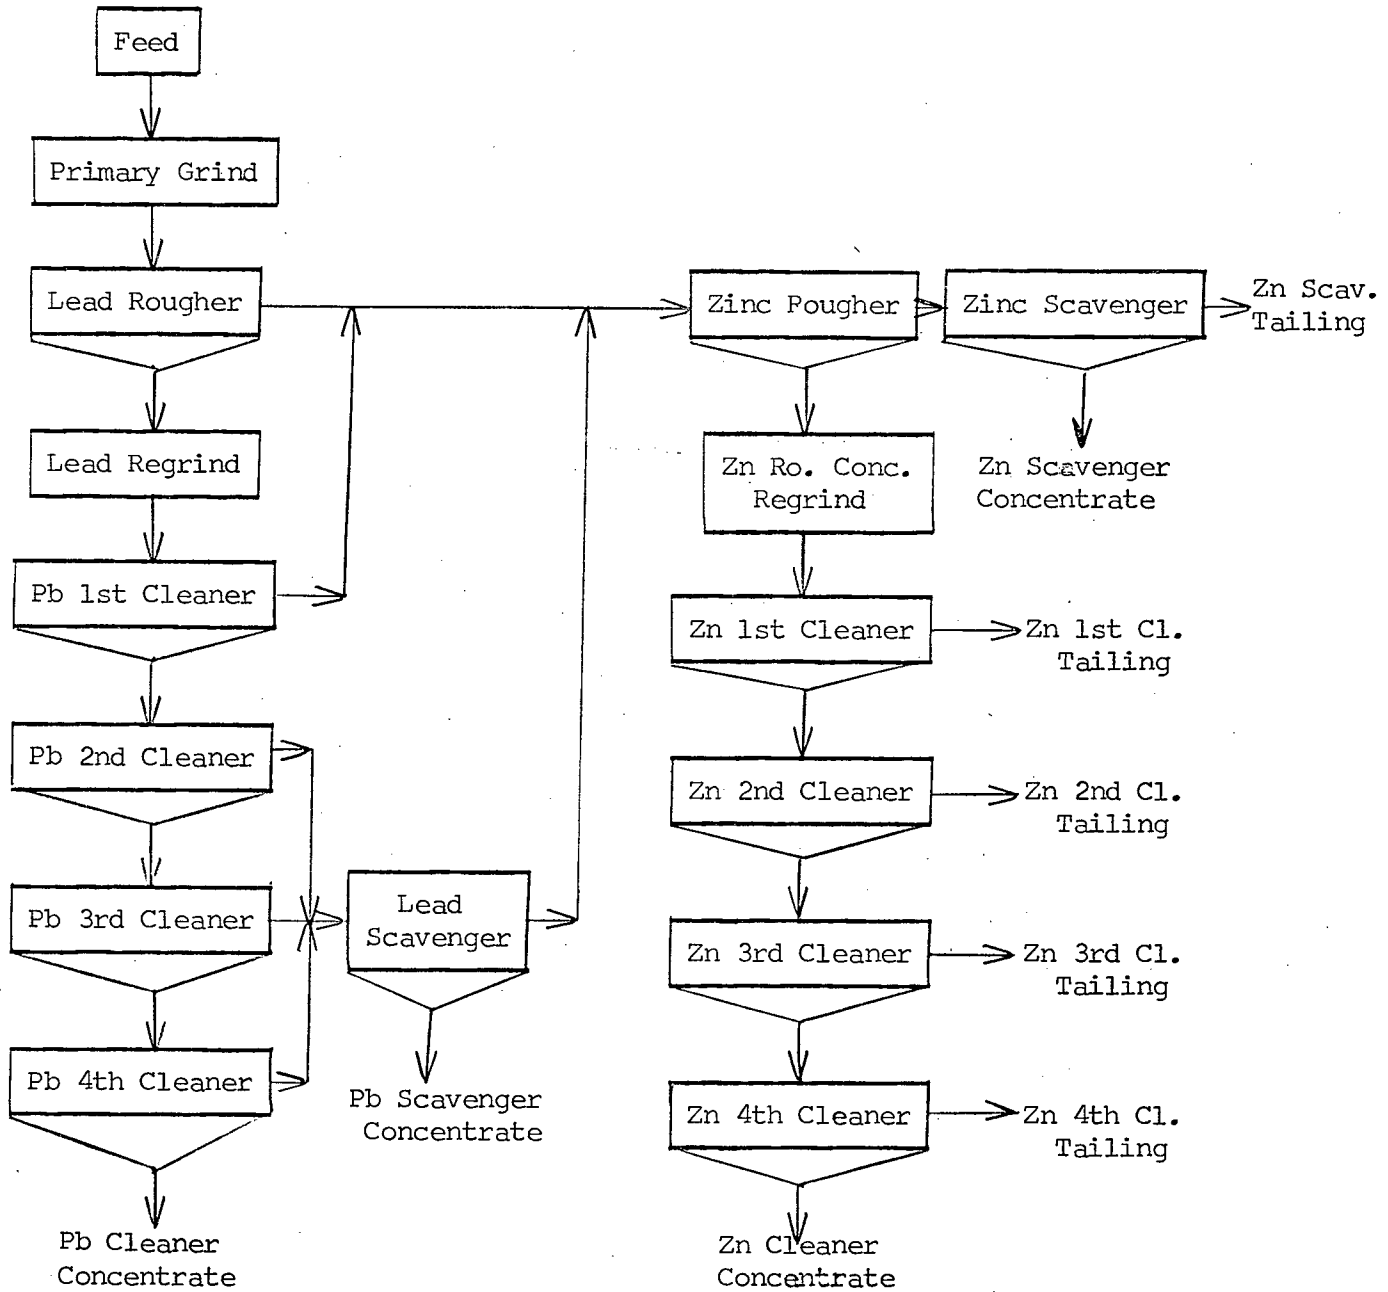 Feed
Primary Grind
Lead Rougher
Zinc Pougher
Zinc Scavenger
Zn Scav.
Tailing
Lead Regrind
Zn Ro. Conc.
Regrind
Zn Scavenger
Concentrate
Pb 1st Cleaner
Zn 1st Cleaner
Zn 1st Cl.
Tailing
Pb 2nd Cleaner
Zn 2nd Cleaner
Zn 2nd Cl.
Tailing
Pb 3rd Cleaner
Lead
Scavenger
Zn 3rd Cleaner
Zn 3rd Cl.
Tailing
Pb 4th Cleaner
Pb Scavenger
Concentrate
Zn 4th Cleaner
Zn 4th Cl.
Tailing
Pb Cleaner
Concentrate
Zn Cleaner
Concentrate